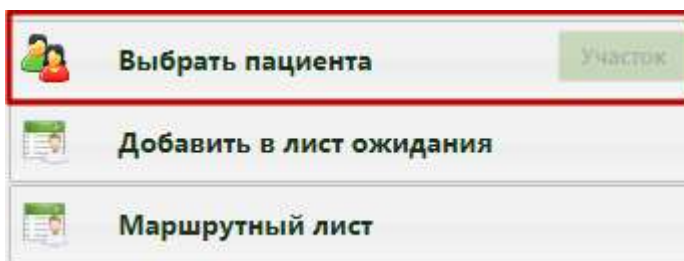 Выбрать пациента Участок
Добавить в лист ожидания
Маршрутный лист